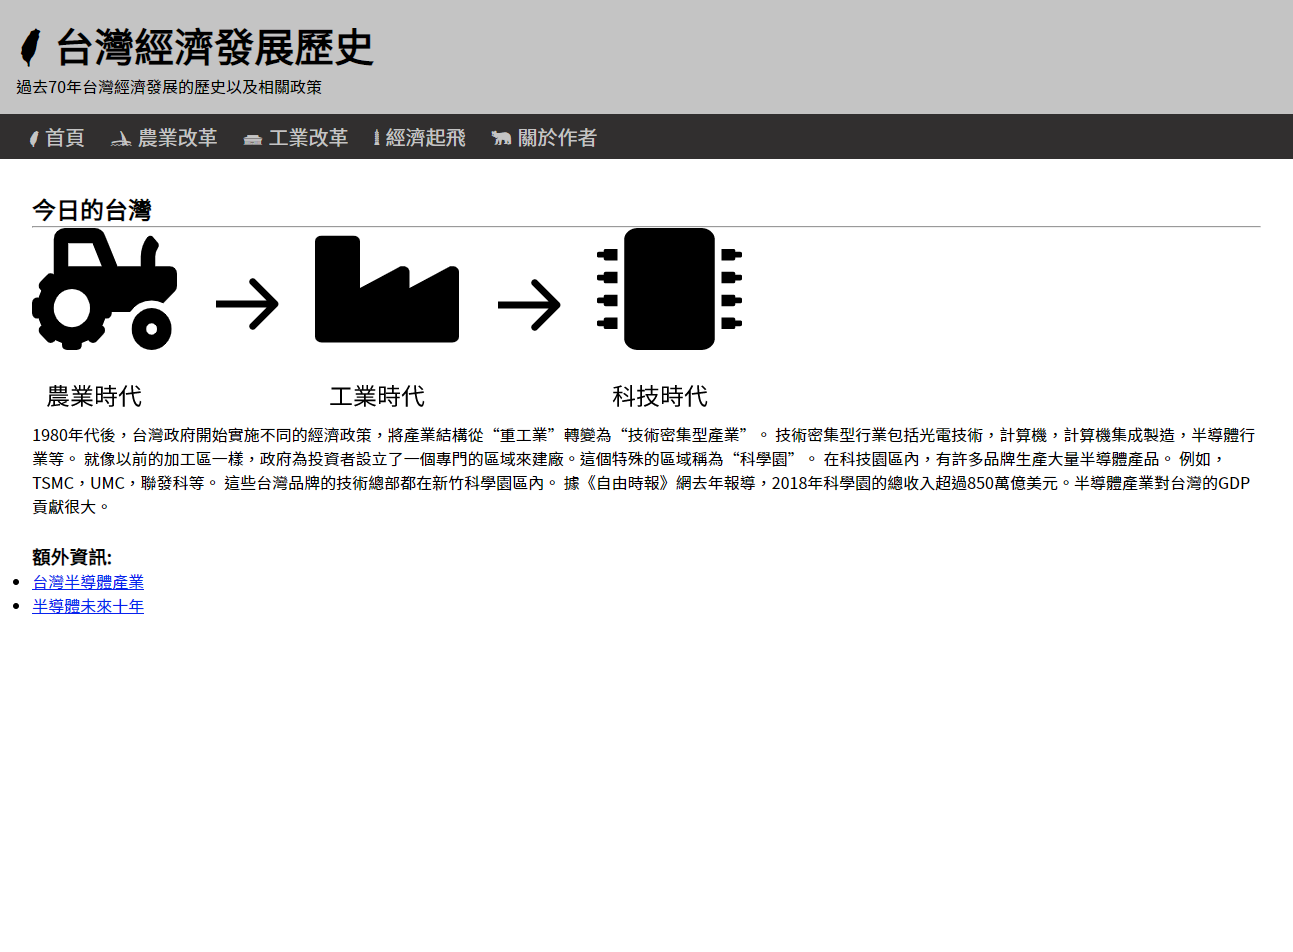 台灣經濟發展歷史
過去70年台灣經濟發展的歷史以及相關政策
首頁 農業改革 工業改革 經濟起飛 關於作者
今日的台灣
農業時代 工業時代 科技時代
1980年代後，台灣政府開始實施不同的經濟政策，將產業結構從“重工業”轉變為“技術密集型產業”。 技術密集型行業包括光電技術，計算機，計算機集成製造，半導體行
業等。 就像以前的加工區一樣，政府為投資者設立了一個專門的區域來建廠。這個特殊的區域稱為“科學園”。 在科技園區內，有許多品牌生產大量半導體產品。 例如，
TSMC，UMC，聯發科等。 這些台灣品牌的技術總部都在新竹科學園區內。 據《自由時報》網去年報導，2018年科學園的總收入超過850萬億美元。半導體產業對台灣的GDP
貢獻很大。
額外資訊:
台灣半導體產業
半導體未來十年